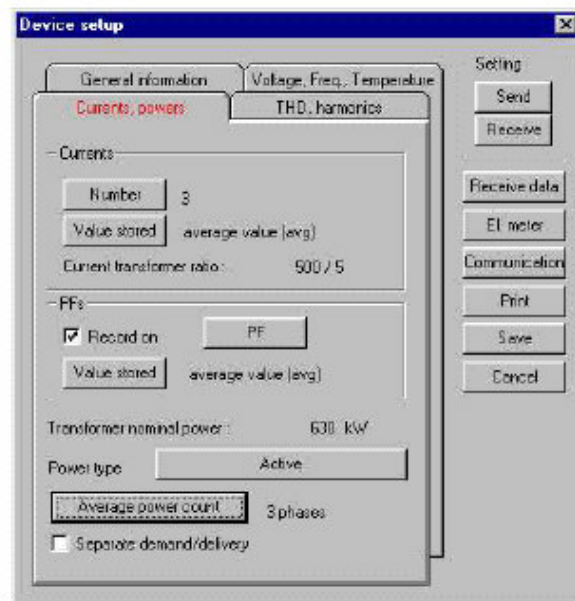 Device setup
General information
Voltage, Freq., Temperature
Currents, powers
THD, harmonics
Currents
Number 3
Value stored average value (avg)
Current transformer ratio : 500 / 5
PFs
Record on PF
Value stored average value (avg)
Transformer nominal power : 630 kW
Power type Active
Average power count 3 phases
Separate demand/delivery
Setting
Send
Receive
Receive data
El. meter
Communication
Print
Save
Cancel